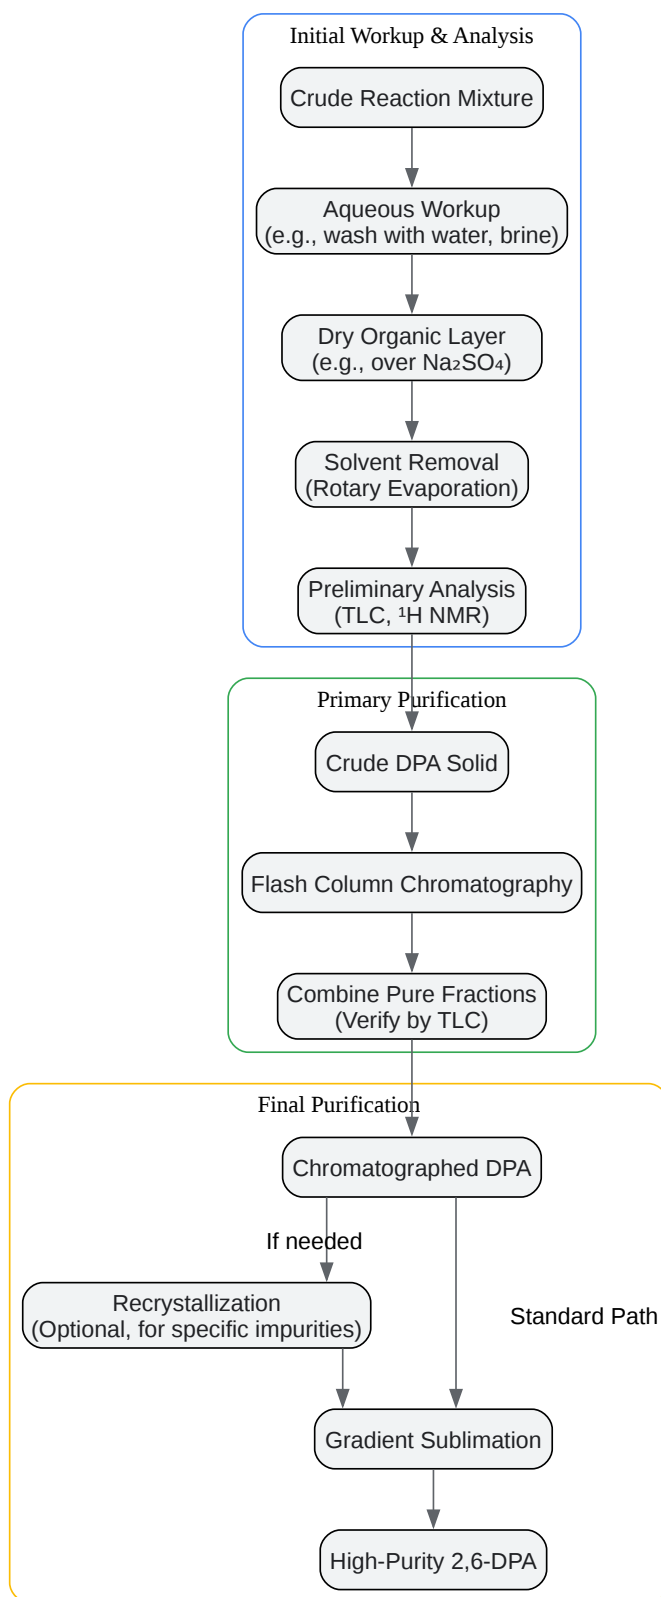 Initial Workup & Analysis
Crude Reaction Mixture
Aqueous Workup
(e.g., wash with water, brine)
Dry Organic Layer
(e.g., over Na₂SO₄)
Solvent Removal
(Rotary Evaporation)
Preliminary Analysis
(TLC, ¹H NMR)
Primary Purification
Crude DPA Solid
Flash Column Chromatography
Combine Pure Fractions
(Verify by TLC)
Final Purification
Chromatographed DPA
If needed
Recrystallization
(Optional, for specific impurities)
Standard Path
Gradient Sublimation
High-Purity 2,6-DPA